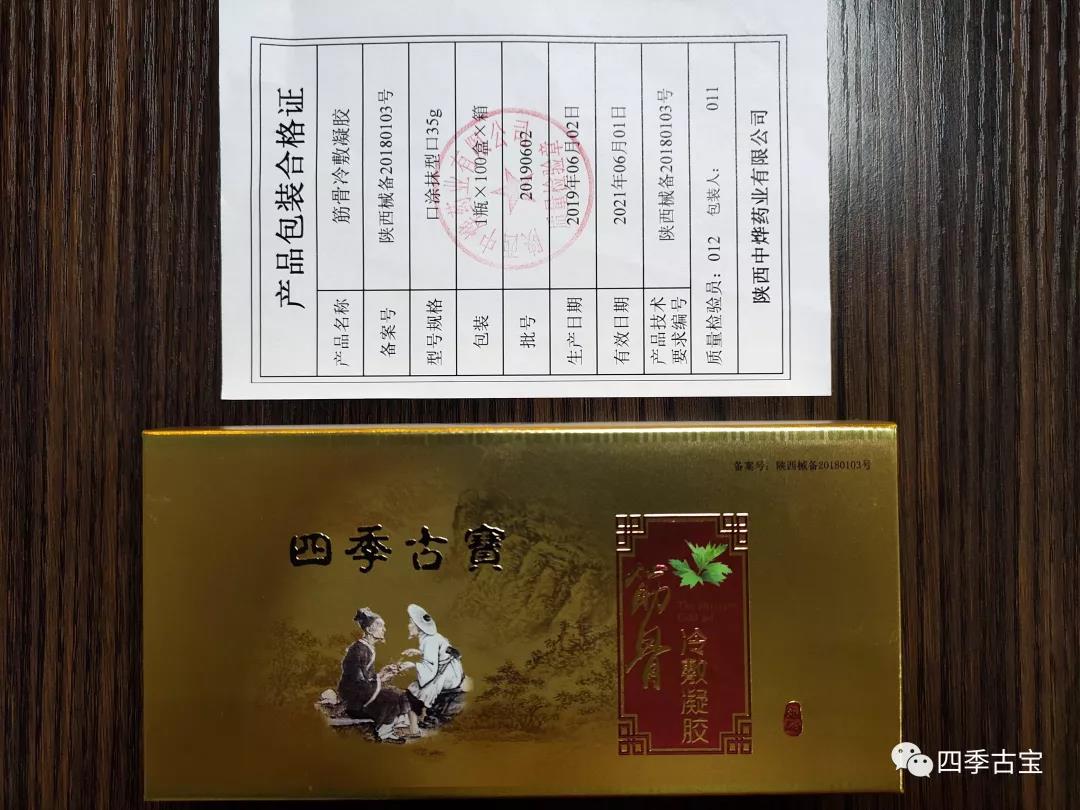 产品包装合格证
产品名称 筋骨冷敷凝胶
备案号 陕西械备20180103号
型号规格 口涂抹型口35g
包装 1瓶×100盒×箱
批号 20190602
生产日期 2019年06月02日
有效日期 2021年06月01日
产品技术要求编号 陕西械备20180103号
质量检验员：012 包装人： 011
陕西中烨药业有限公司
质量检验章
备案号：陕西械备20180103号
四季古寶
筋骨
冷敷凝胶
四季古宝